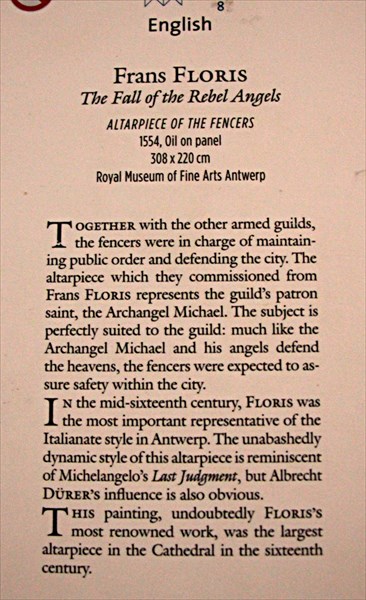 8
English
Frans FLORIS
The Fall of the Rebel Angels
ALTARPIECE OF THE FENCERS
1554, Oil on panel
308 x 220 cm
Royal Museum of Fine Arts Antwerp
TOGETHER with the other armed guilds,
the fencers were in charge of maintain-
ing public order and defending the city. The
altarpiece which they commissioned from
Frans FLORIS represents the guild's patron
saint, the Archangel Michael. The subject is
perfectly suited to the guild: much like the
Archangel Michael and his angels defend
the heavens, the fencers were expected to as-
sure safety within the city.
IN the mid-sixteenth century, FLORIS was
the most important representative of the
Italianate style in Antwerp. The unabashedly
dynamic style of this altarpiece is reminiscent
of Michelangelo's Last Judgment, but Albrecht
DÜRER'S influence is also obvious.
THIS painting, undoubtedly FLORIS'S
most renowned work, was the largest
altarpiece in the Cathedral in the sixteenth
century.